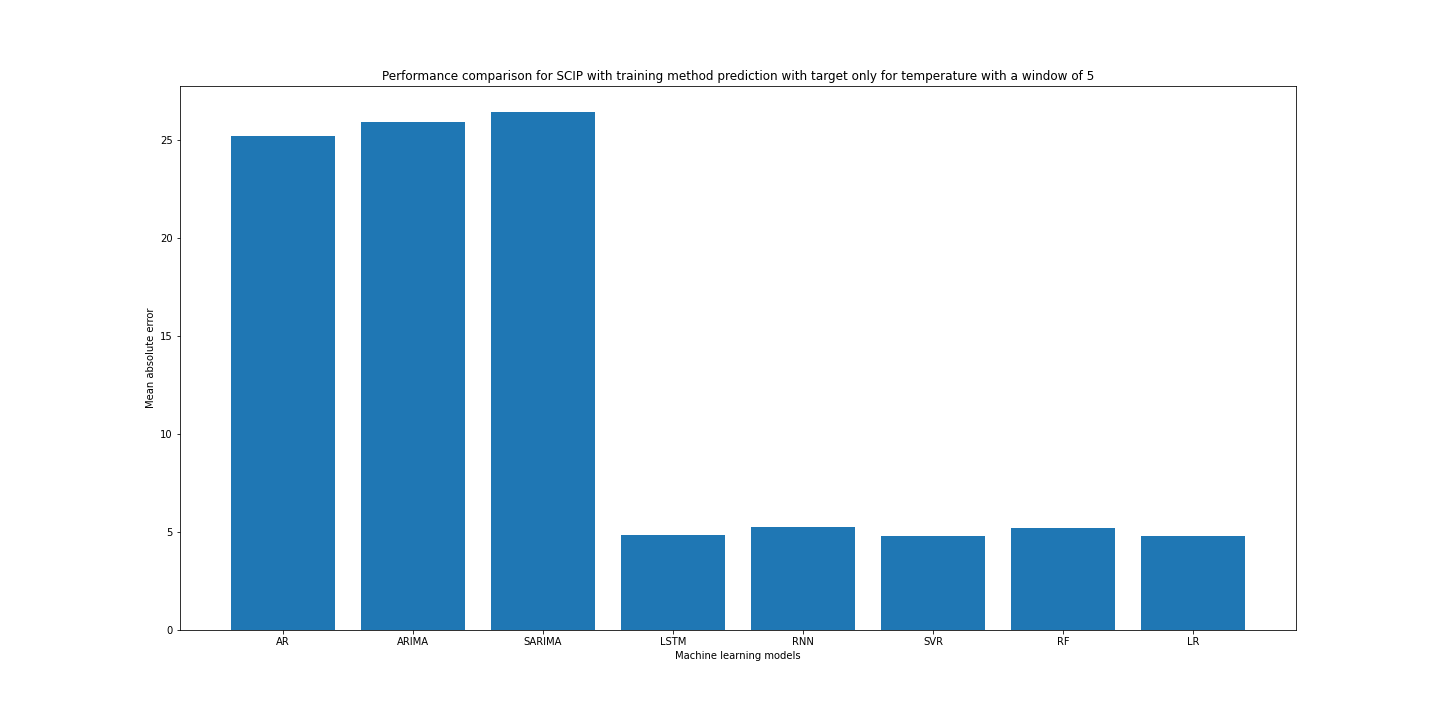 Performance comparison for SCIP with training method prediction with target only for temperature with a window of 5
Mean absolute error
25
20
15
10
5
0
AR ARIMA SARIMA LSTM RNN SVR RF LR
Machine learning models